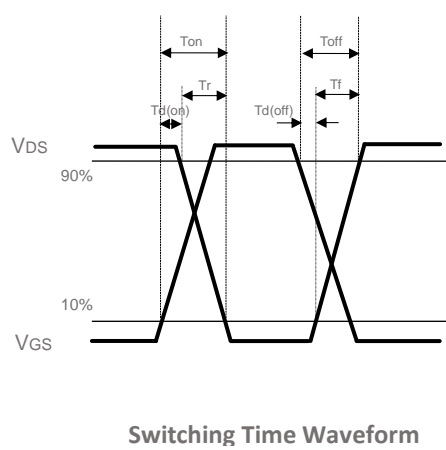 Ton Toff
Tr Tf
Td(on) Td(off)
VDS
90%
10%
VGS
Switching Time Waveform